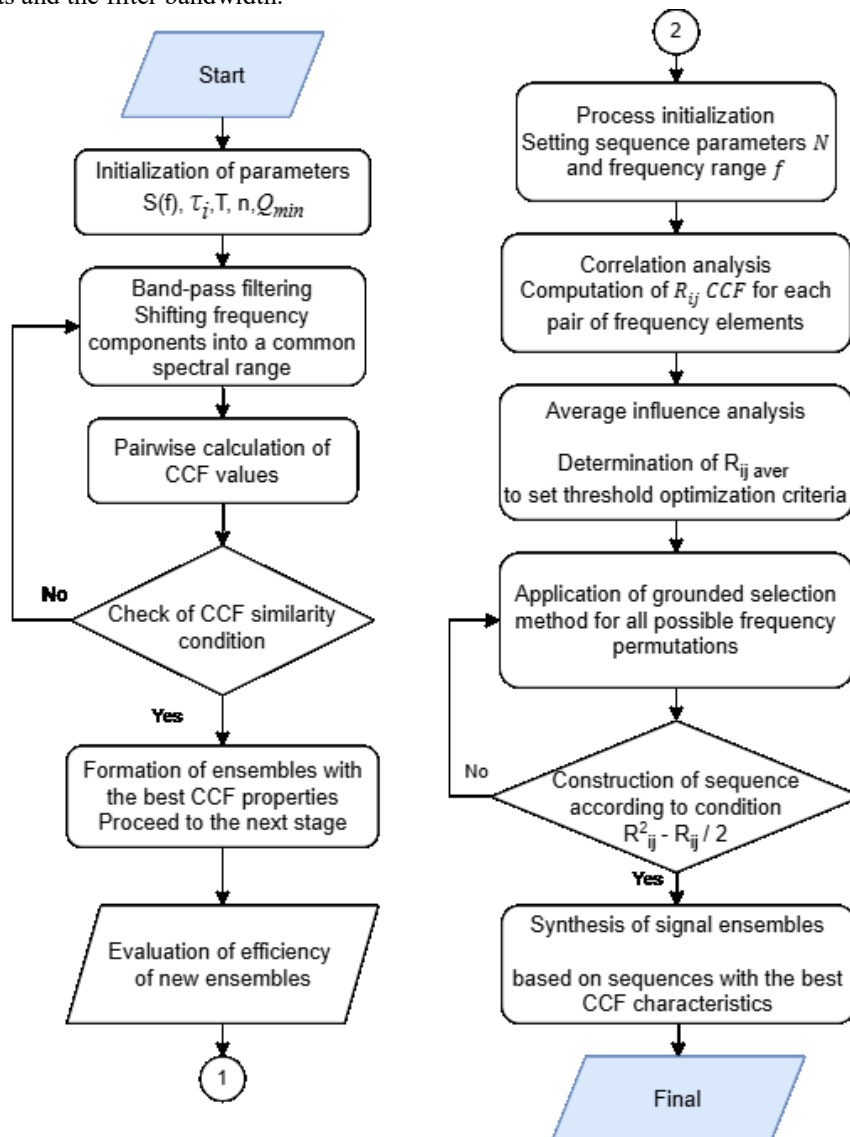 ts and the filter bandwidth.
Start
Initialization of parameters
S(f), τᵢ,T, n,Qₘᵢₙ
Band-pass filtering
Shifting frequency
components into a common
spectral range
Pairwise calculation of
CCF values
No
Check of CCF similarity
condition
Yes
Formation of ensembles with
the best CCF properties
Proceed to the next stage
Evaluation of efficiency
of new ensembles
1
2
Process initialization
Setting sequence parameters N
and frequency range f
Correlation analysis
Computation of R_ij CCF for each
pair of frequency elements
Average influence analysis
Determination of R_ij aver
to set threshold optimization criteria
Application of grounded selection
method for all possible frequency
permutations
No
Construction of sequence
according to condition
R²_ij - R_ij / 2
Yes
Synthesis of signal ensembles
based on sequences with the best
CCF characteristics
Final